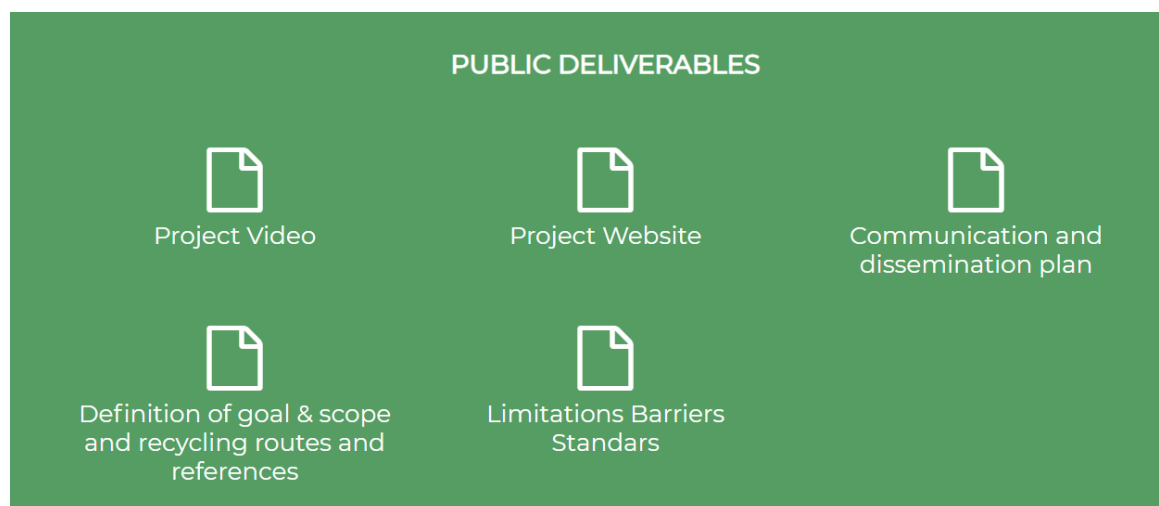 PUBLIC DELIVERABLES
Project Video
Project Website
Communication and
dissemination plan
Definition of goal & scope
and recycling routes and
references
Limitations Barriers
Standars